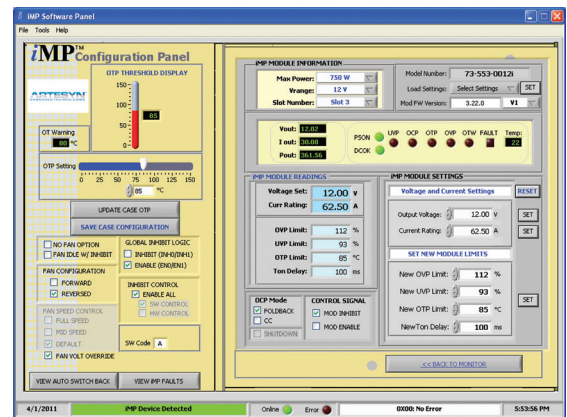 iMP Software Panel
File Tools Help
iMP™ Configuration Panel
OTP THRESHOLD DISPLAY
ARTESYN
150-
100-
50-
0-
85
OT Warning
80 °C
OTP Setting
0 25 50 75 100 125 150
85 °C
UPDATE CASE OTP
SAVE CASE CONFIGURATION
NO FAN OPTION
FAN IDLE W/ INHIBIT
GLOBAL INHIBIT LOGIC
INHIBIT (INH0/INH1)
ENABLE (EN0/EN1)
FAN CONFIGURATION
FORWARD
REVERSED
INHIBIT CONTROL
ENABLE ALL
SW CONTROL
HW CONTROL
FAN SPEED CONTROL
FULL SPEED
MID SPEED
DEFAULT
FAN VOLT OVERRIDE
SW Code A
VIEW AUTO SWITCH BACK
VIEW iMP FAULTS
iMP MODULE INFORMATION
Max Power: 750 W
Vrange: 12 V
Slot Number: Slot 3
Model Number: 73-553-0012i
Load Settings: Select Settings SET
Mod FW Version: 3.22.0 V1
Vout: 12.02
I out: 30.08
Pout: 361.56
PSON
DCOK
UVP OCP OTP OVP OTW FAULT Temp:
22
iMP MODULE READINGS
Voltage Set: 12.00 v
Curr Rating: 62.50 A
OVP Limit: 112 %
UVP Limit: 93 %
OTP Limit: 85 °C
Ton Delay: 100 ms
OCP Mode
FOLDBACK
CC
SHUTDOWN
CONTROL SIGNAL
MOD INHIBIT
MOD ENABLE
iMP MODULE SETTINGS
Voltage and Current Settings RESET
Output Voltage: 12.00 V SET
Current Rating: 62.50 A SET
SET NEW MODULE LIMITS
New OVP Limit: 112 %
New UVP Limit: 93 %
SET
New OTP Limit: 85 °C
NewTon Delay: 100 ms
<< BACK TO MONITOR
4/1/2011 iMP Device Detected Online Error 0X00: No Error 5:53:56 PM